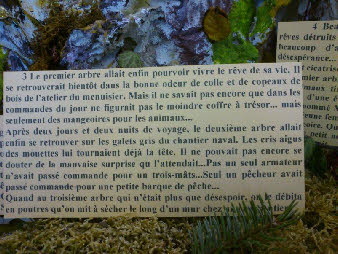 3 Le premier arbre allait enfin pourvoir vivre le rêve de sa vie. Il
se retrouverait bientôt dans la bonne odeur de colle et de copeaux de
bois de l'atelier du menuisier. Mais il ne savait pas encore que dans les
commandes du jour ne figurait pas le moindre coffre à trésor... mais
seulement des mangeoires pour les animaux...
Après deux jours et deux nuits de voyage, le deuxième arbre allait
enfin se retrouver sur les galets gris du chantier naval. Les cris aigus
des mouettes lui tournaient déjà la tête. Il ne pouvait pas encore se
douter de la mauvaise surprise qui l'attendait...Pas un seul armateur
n'avait passé commande pour un trois-mâts...Seul un pêcheur avait
passé commande pour une petite barque de pêche...
Quand au troisième arbre qui n'était plus que désespoir, on le débita
en poutres qu'on mit à sécher le long d'un mur chez
4 Beau
beaucoup d'a
rêves détruits
désespérance...